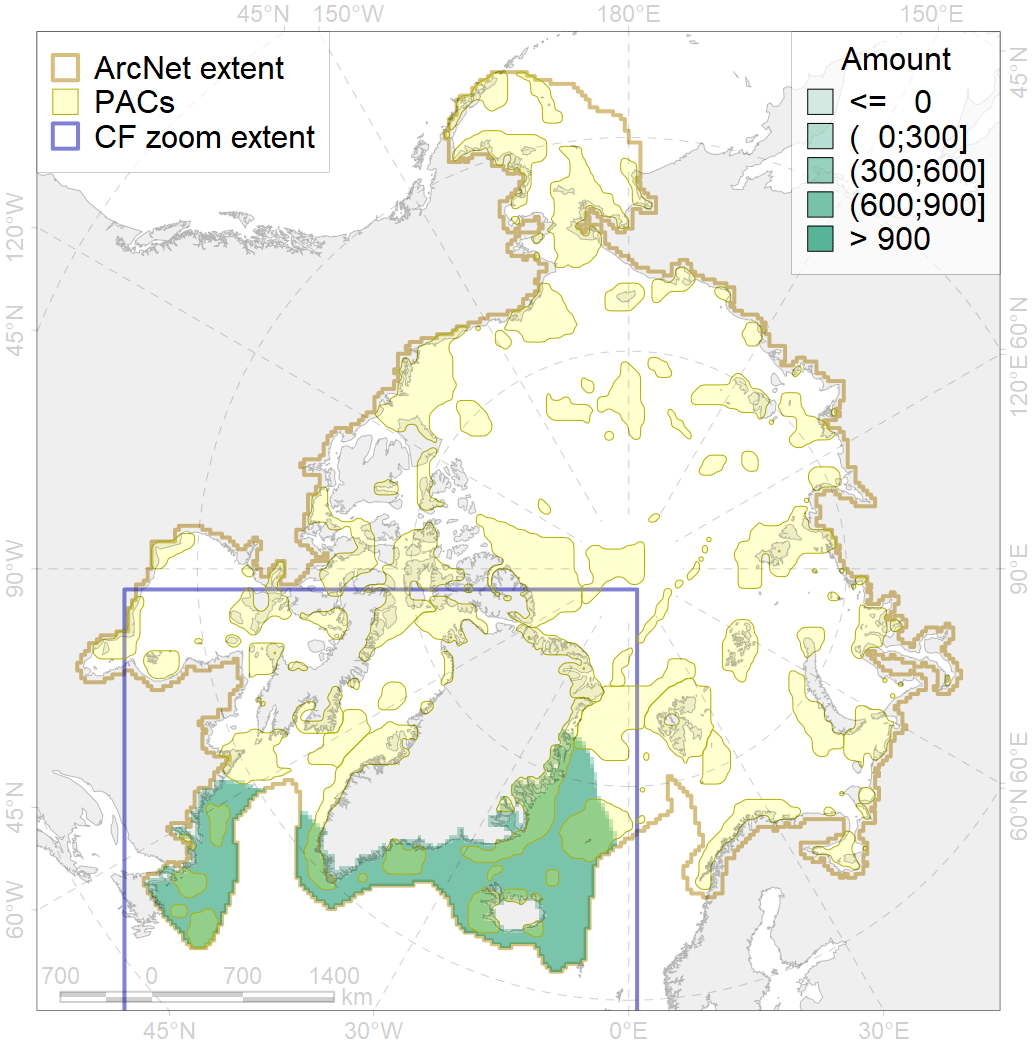 45°N 150°W 180°E 150°E
ArcNet extent
PACs
CF zoom extent
Amount
<= 0
( 0;300]
(300;600]
(600;900]
> 900
45°N
120°W
45°N
60°N
120°E
90°W
90°E
45°N
60°N
60°E
60°W
700 0 700 1400
km
45°N 30°W 0°E 30°E